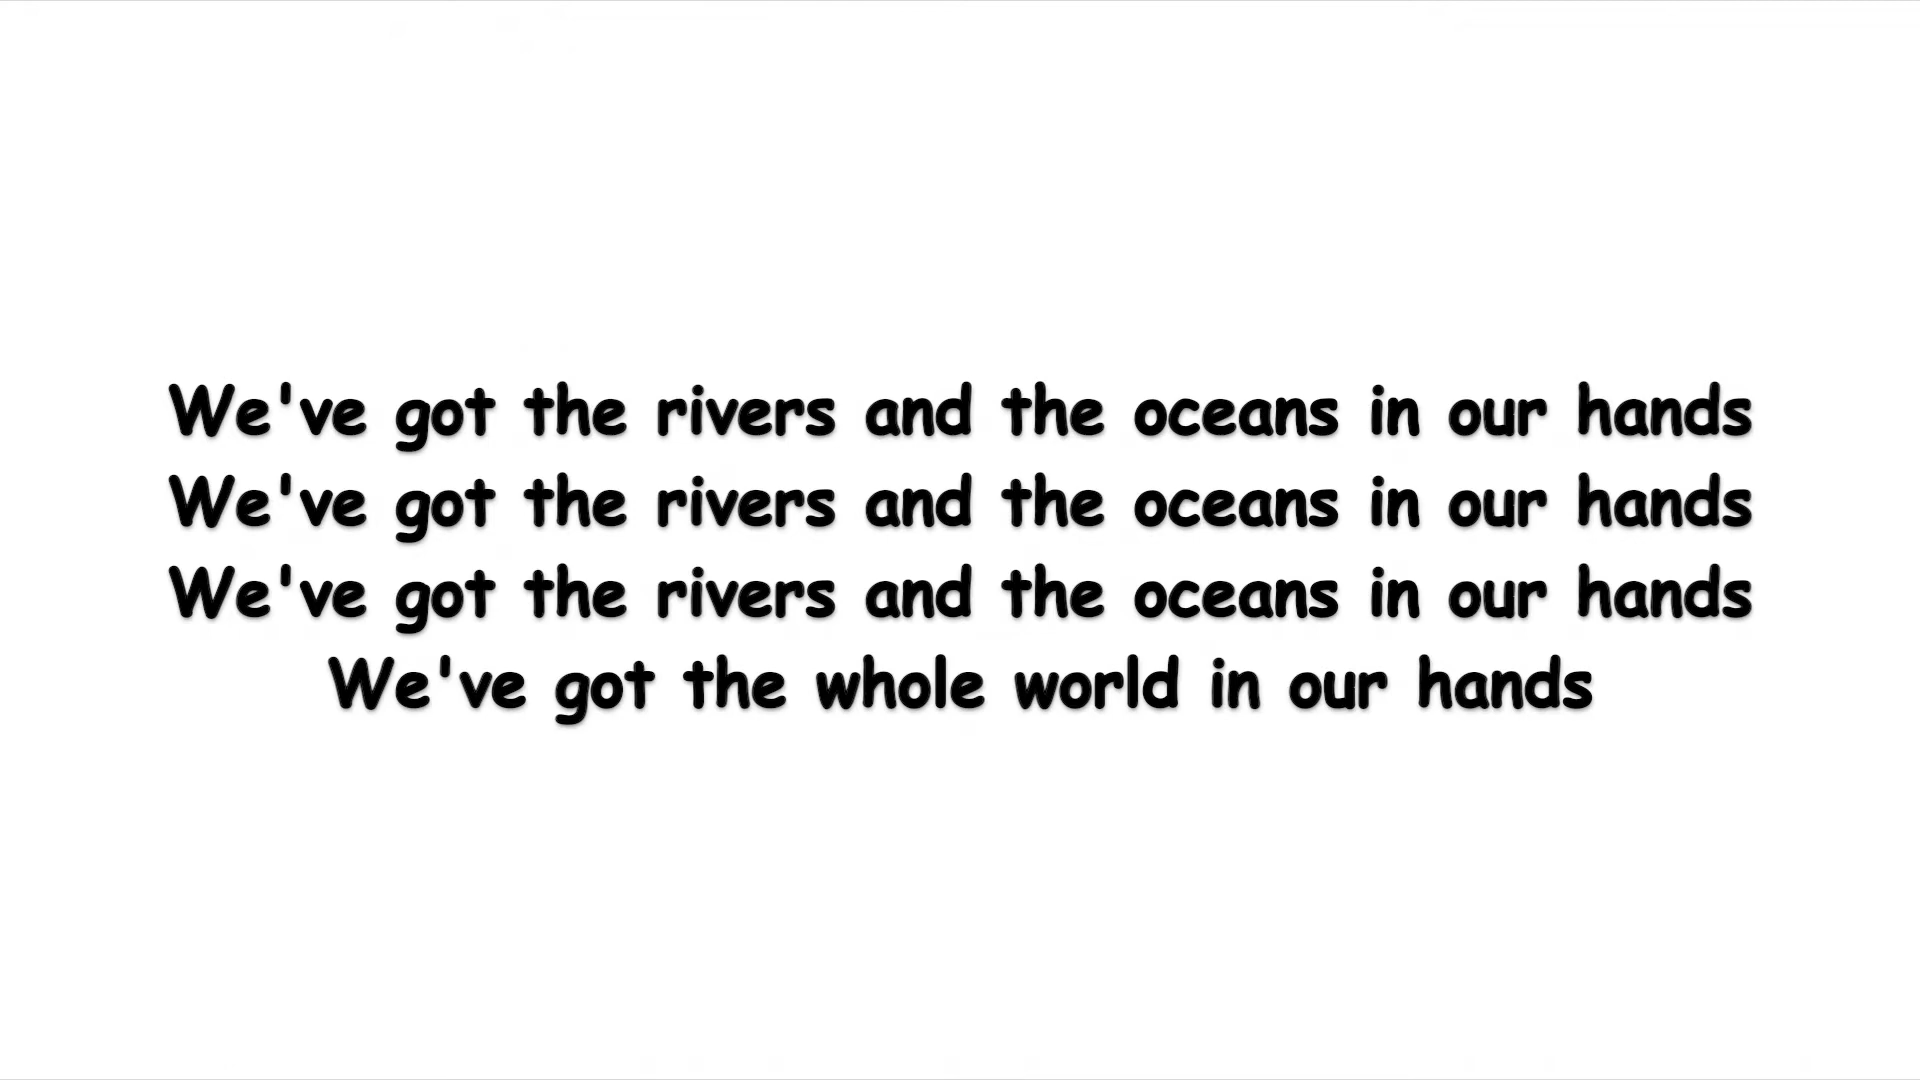 We've got the rivers and the oceans in our hands
We've got the rivers and the oceans in our hands
We've got the rivers and the oceans in our hands
We've got the whole world in our hands